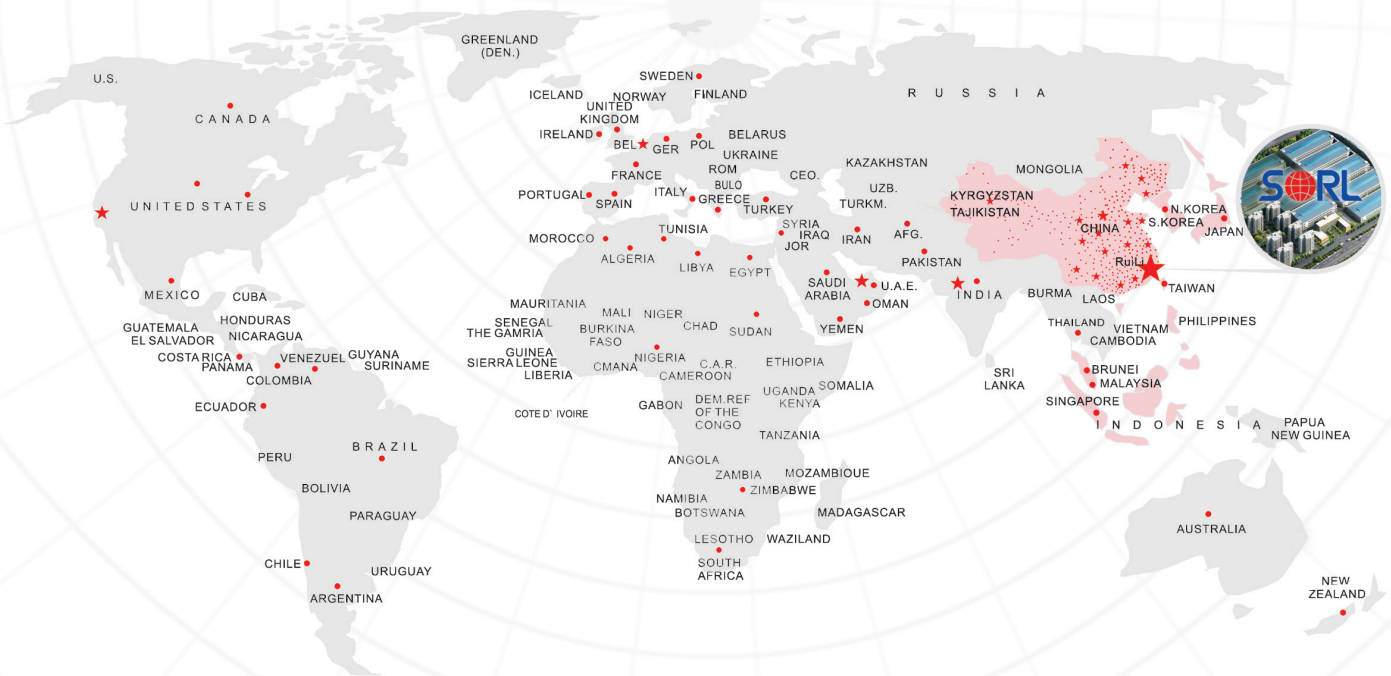 GREENLAND
(DEN.)
U.S.
CANADA
UNITED STATES
MEXICO
CUBA
HONDURAS
GUATEMALA
NICARAGUA
EL SALVADOR
COSTA RICA
PANAMA
VENEZUEL
GUYANA
SURINAME
COLOMBIA
ECUADOR
BRAZIL
PERU
BOLIVIA
PARAGUAY
CHILE
URUGUAY
ARGENTINA
SWEDEN
ICELAND
NORWAY
FINLAND
UNITED
KINGDOM
IRELAND
BEL
GER
POL
BELARUS
UKRAINE
FRANCE
ROM
BULO
PORTUGAL
SPAIN
ITALY
GREECE
TURKEY
CEO.
RUSSIA
KAZAKHSTAN
UZB.
TURKM.
MONGOLIA
KYRGYZSTAN
TAJIKISTAN
CHINA
RuiLi
N.KOREA
S.KOREA
JAPAN
SORL
TAIWAN
SYRIA
IRAQ
JOR
IRAN
AFG.
PAKISTAN
SAUDI
ARABIA
U.A.E.
OMAN
YEMEN
INDIA
BURMA
LAOS
THAILAND
VIETNAM
CAMBODIA
PHILIPPINES
SRI
LANKA
BRUNEI
MALAYSIA
SINGAPORE
INDONESIA
PAPUA
NEW GUINEA
AUSTRALIA
NEW
ZEALAND
MOROCCO
TUNISIA
ALGERIA
LIBYA
EGYPT
MAURITANIA
MALI
NIGER
CHAD
SUDAN
SENEGAL
THE GAMRIA
BURKINA
FASO
GUINEA
SIERRA LEONE
LIBERIA
CMANA
NIGERIA
C.A.R.
CAMEROON
ETHIOPIA
SOMALIA
UGANDA
KENYA
COTE D` IVOIRE
GABON
DEM.REF
OF THE
CONGO
TANZANIA
ANGOLA
ZAMBIA
MOZAMBIOUE
ZIMBABWE
NAMIBIA
BOTSWANA
MADAGASCAR
LESOTHO
WAZILAND
SOUTH
AFRICA